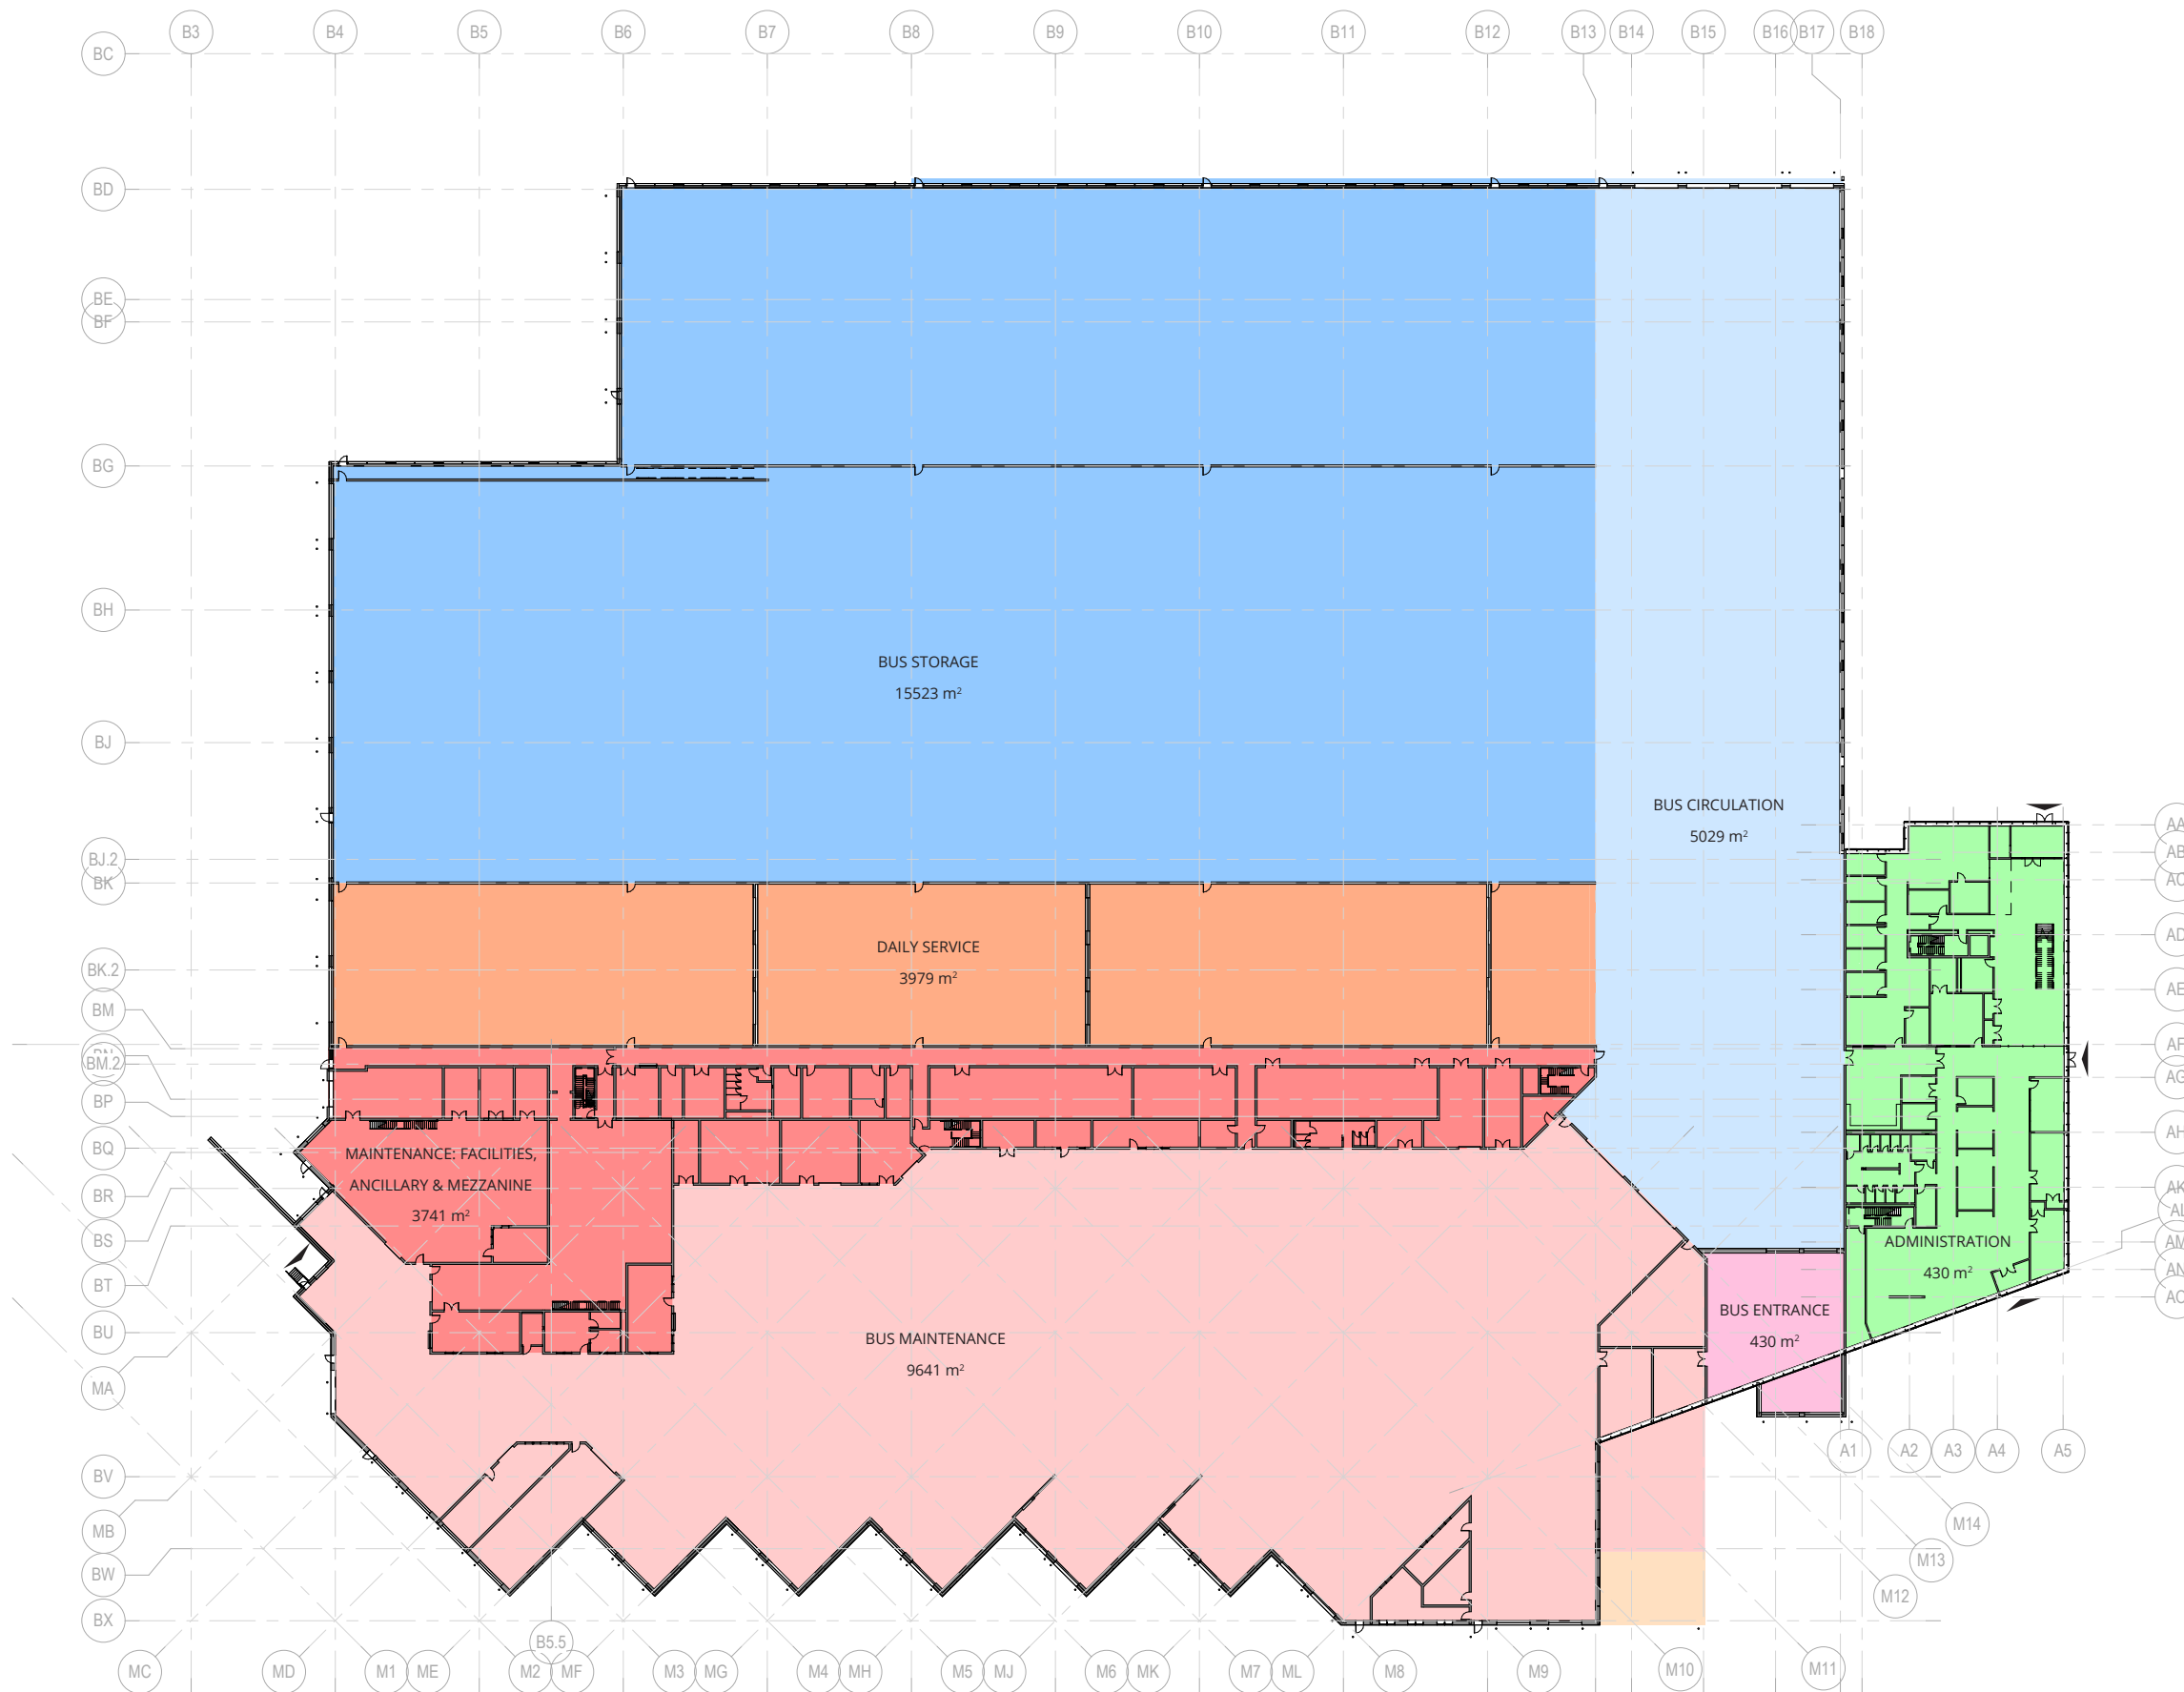 B3 B4 B5 B6 B7 B8 B9 B10 B11 B12 B13 B14 B15 B16 B17 B18
BC
BD
BE
BF
BG
BH
BUS STORAGE
15523 m²
BJ
BUS CIRCULATION
5029 m²
AA
AB
BJ.2
BK
DAILY SERVICE
3979 m²
AD
BK.2
AE
BM
AF
BM.2
AG
BP
AH
BQ
MAINTENANCE: FACILITIES,
ANCILLARY & MEZZANINE
3741 m²
BR
AK
BS
ADMINISTRATION
430 m²
BT
BUS ENTRANCE
430 m²
BU
BUS MAINTENANCE
9641 m²
MA
A1 A2 A3 A4 A5
BV
MB
M14
M13
BW
M12
BX
B5.5
MC MD M1 ME M2 MF M3 MG M4 MH M5 MJ M6 MK M7 ML M8 M9 M10 M11